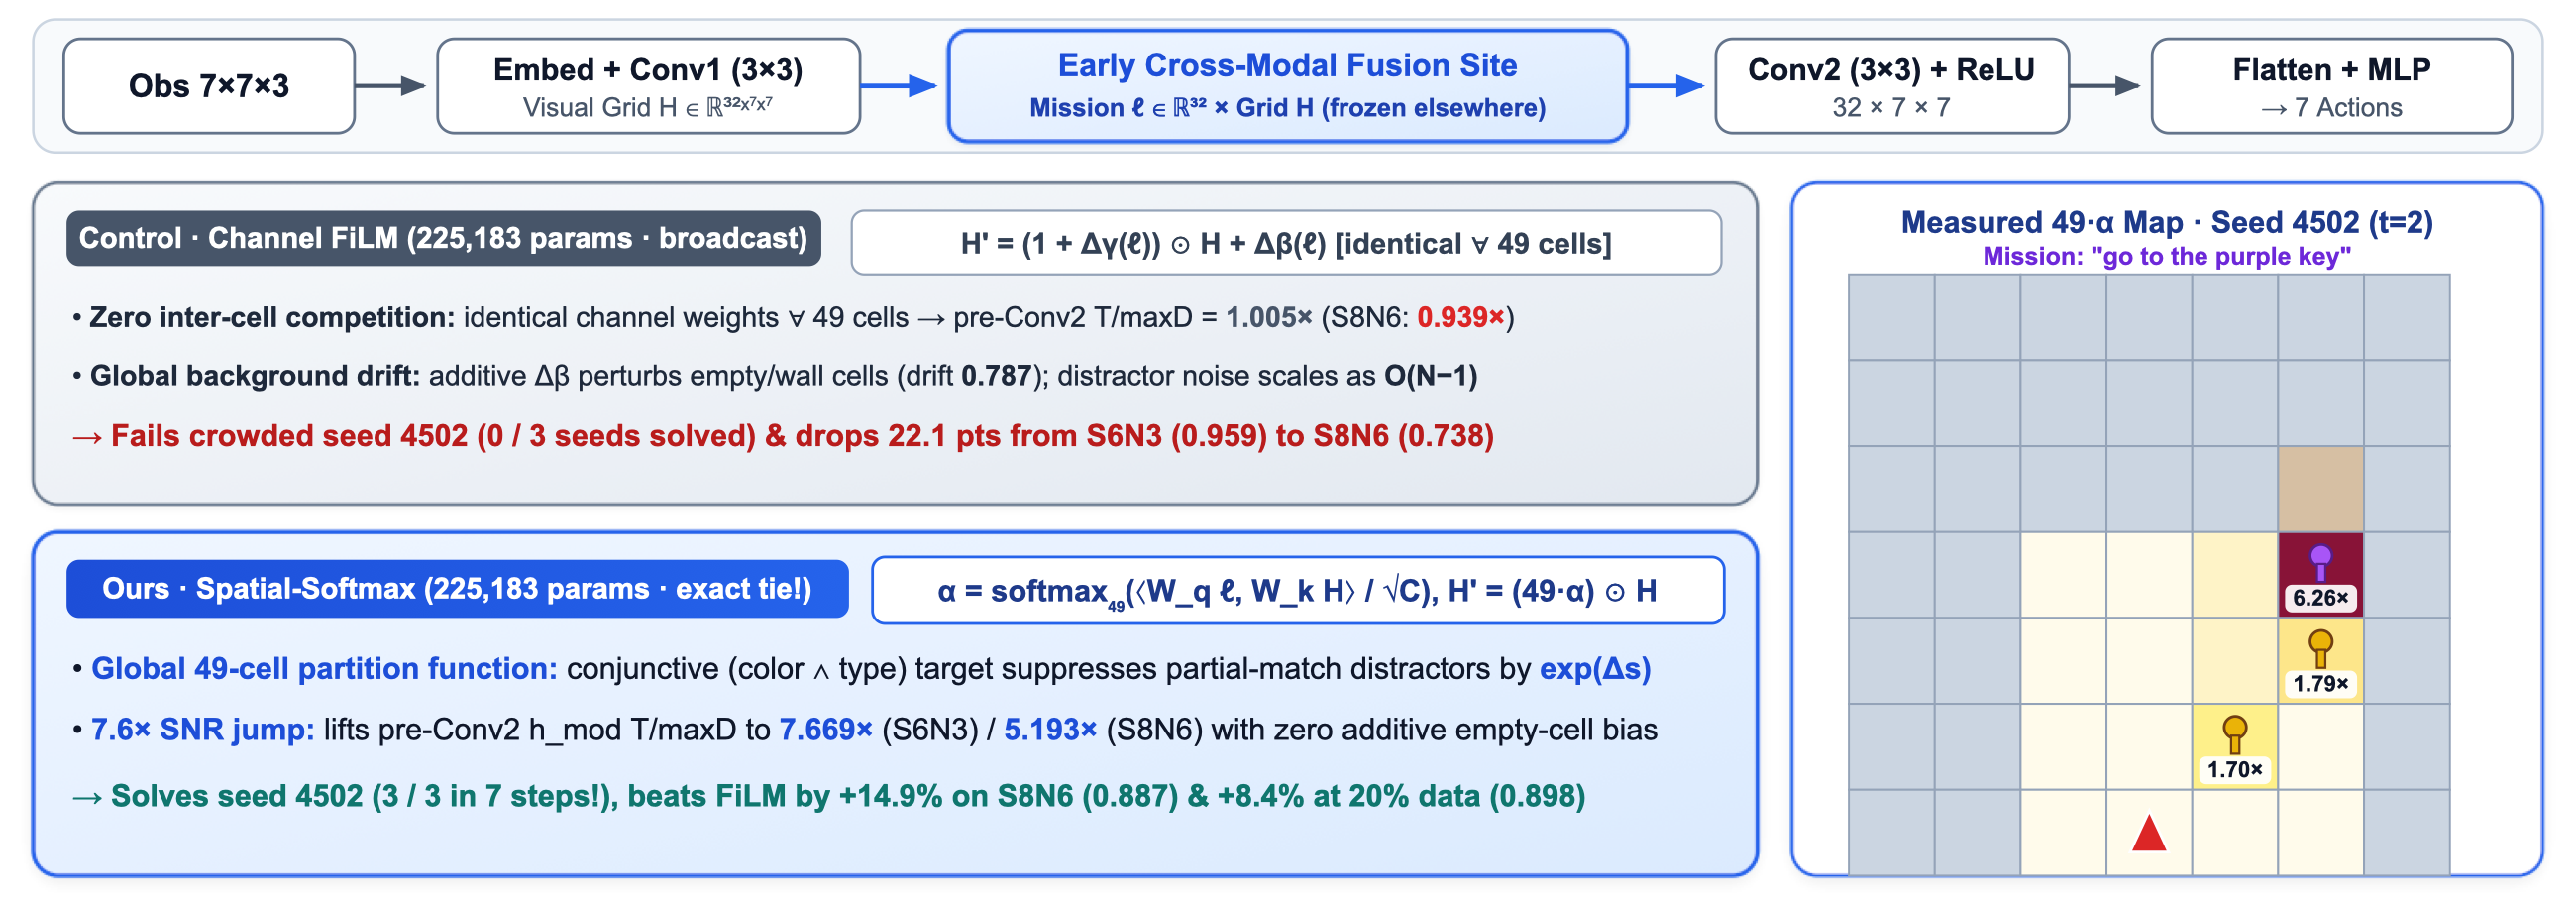 Obs 7×7×3
Embed + Conv1 (3×3)
Visual Grid H ∈ ℝ³²ˣ⁷ˣ⁷
Early Cross-Modal Fusion Site
Mission ℓ ∈ ℝ³² × Grid H (frozen elsewhere)
Conv2 (3×3) + ReLU
32 × 7 × 7
Flatten + MLP
→ 7 Actions
Control · Channel FiLM (225,183 params · broadcast)
H' = (1 + Δγ(ℓ)) ⊙ H + Δβ(ℓ) [identical ∀ 49 cells]
• Zero inter-cell competition: identical channel weights ∀ 49 cells → pre-Conv2 T/maxD = 1.005× (S8N6: 0.939×)
• Global background drift: additive Δβ perturbs empty/wall cells (drift 0.787); distractor noise scales as O(N−1)
→ Fails crowded seed 4502 (0 / 3 seeds solved) & drops 22.1 pts from S6N3 (0.959) to S8N6 (0.738)
Ours · Spatial-Softmax (225,183 params · exact tie!)
α = softmax₄₉(⟨W_q ℓ, W_k H⟩ / √C), H' = (49·α) ⊙ H
• Global 49-cell partition function: conjunctive (color ∧ type) target suppresses partial-match distractors by exp(Δs)
• 7.6× SNR jump: lifts pre-Conv2 h_mod T/maxD to 7.669× (S6N3) / 5.193× (S8N6) with zero additive empty-cell bias
→ Solves seed 4502 (3 / 3 in 7 steps!), beats FiLM by +14.9% on S8N6 (0.887) & +8.4% at 20% data (0.898)
Measured 49·α Map · Seed 4502 (t=2)
Mission: "go to the purple key"
6.26×
1.79×
1.70×